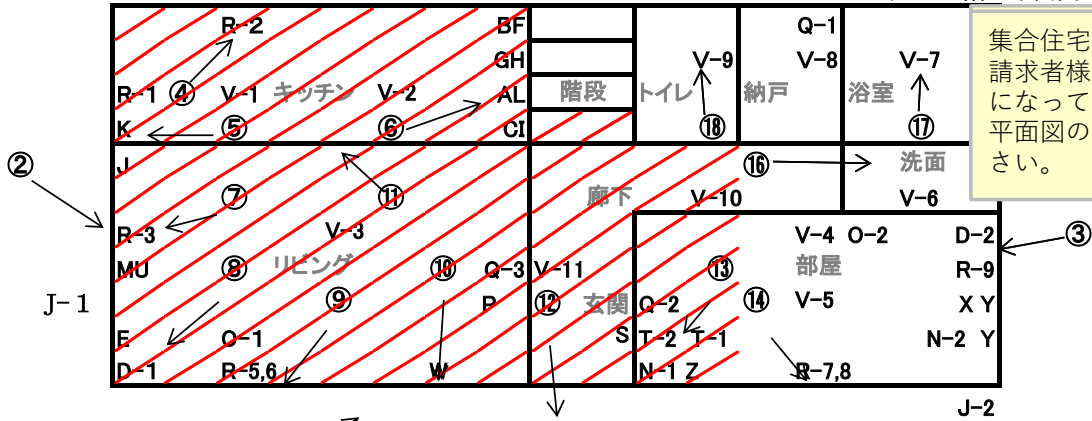 R-2 BF Q-1
GH V-9 V-8 V-7
R-1 ④ V-1 キッチン V-2 AL 階段 トイレ 納戸 浴室
K ⑤ ⑥ CI ⑱ ⑰
集合住宅
請求者様
になって
平面図の
さい。
② J ⑯ 洗面
⑦ ⑪ 廊下 V-10 V-6
R-3 V-3 V-4 O-2 D-2 ③
MU ⑧ リビング ⑩ Q-3 V-11 ⑬ 部屋 R-9
J-1 ⑨ P ⑫ 玄関 Q-2 ⑭ V-5 X Y
E O-1 S T-2 T-1 N-2 Y
D-1 R-5,6 W N-1 Z R-7,8
J-2